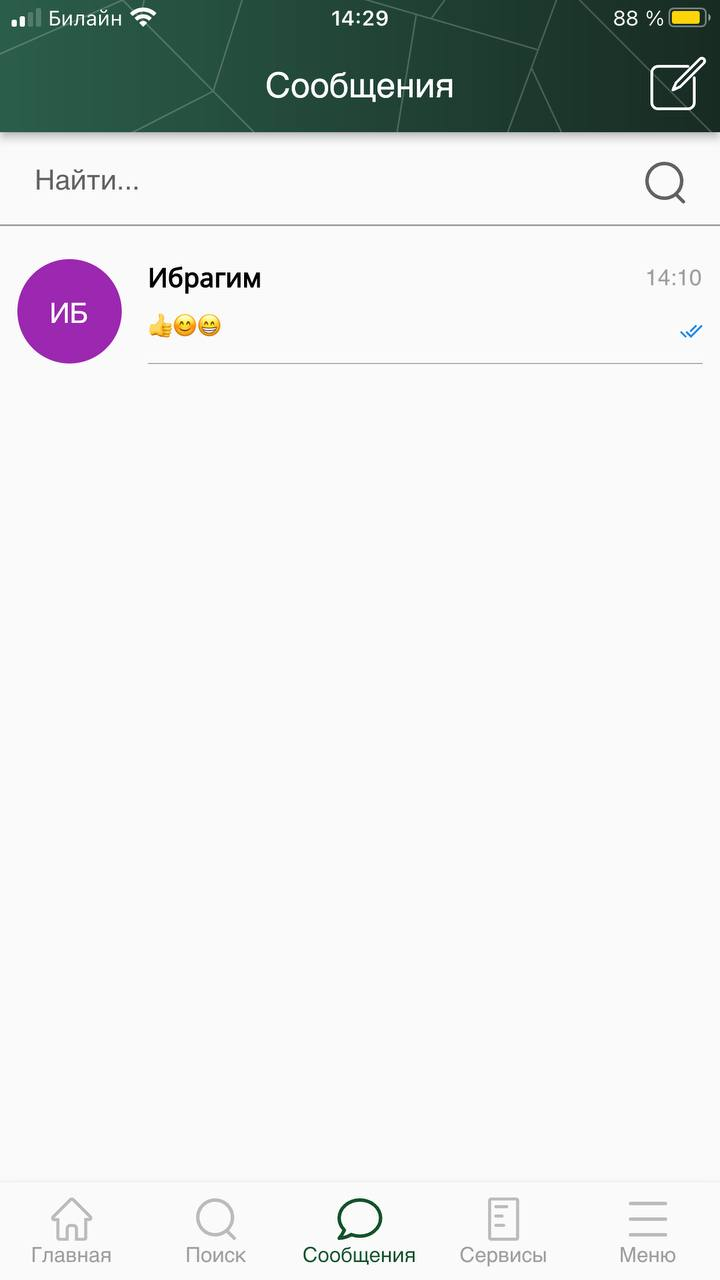 Билайн 14:29 88 %
Сообщения
Найти...
Ибрагим 14:10
👍😊😁
ИБ
Главная Поиск Сообщения Сервисы Меню